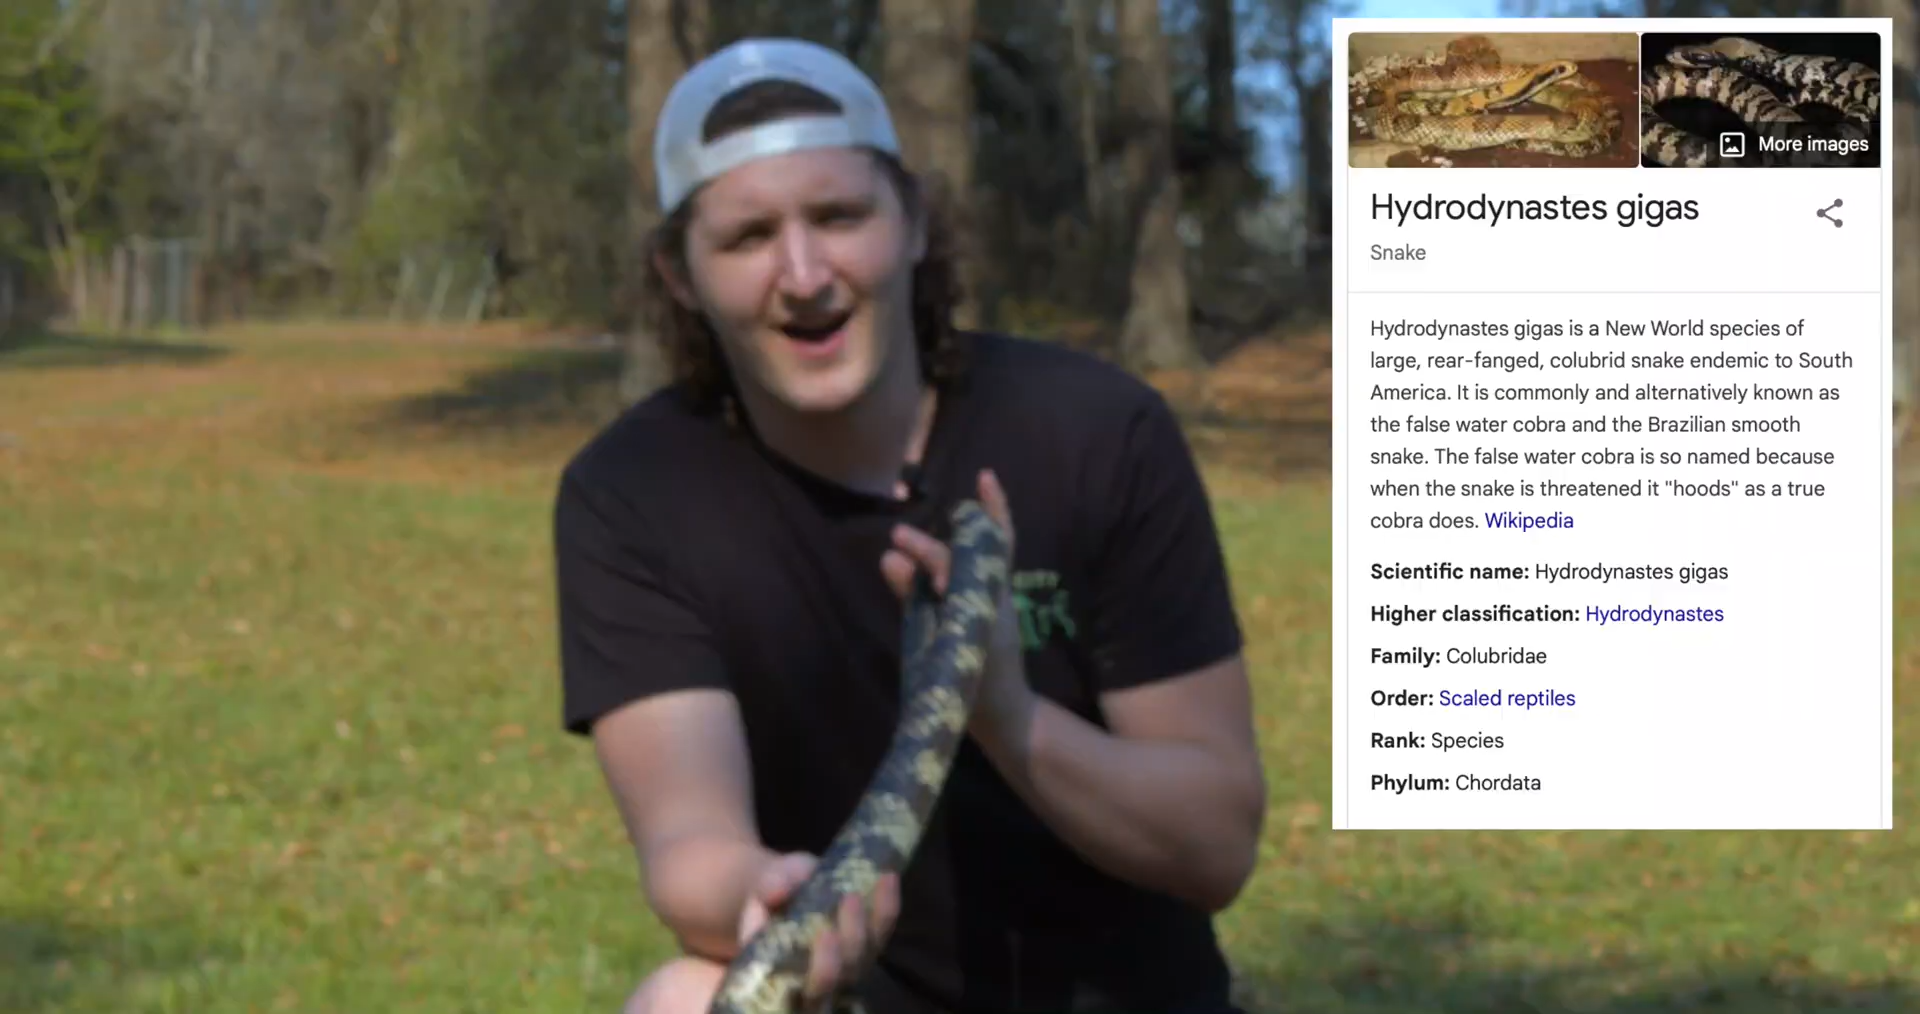 More images
Hydrodynastes gigas
Snake
Hydrodynastes gigas is a New World species of
large, rear-fanged, colubrid snake endemic to South
America. It is commonly and alternatively known as
the false water cobra and the Brazilian smooth
snake. The false water cobra is so named because
when the snake is threatened it "hoods" as a true
cobra does. Wikipedia
Scientific name: Hydrodynastes gigas
Higher classification: Hydrodynastes
Family: Colubridae
Order: Scaled reptiles
Rank: Species
Phylum: Chordata